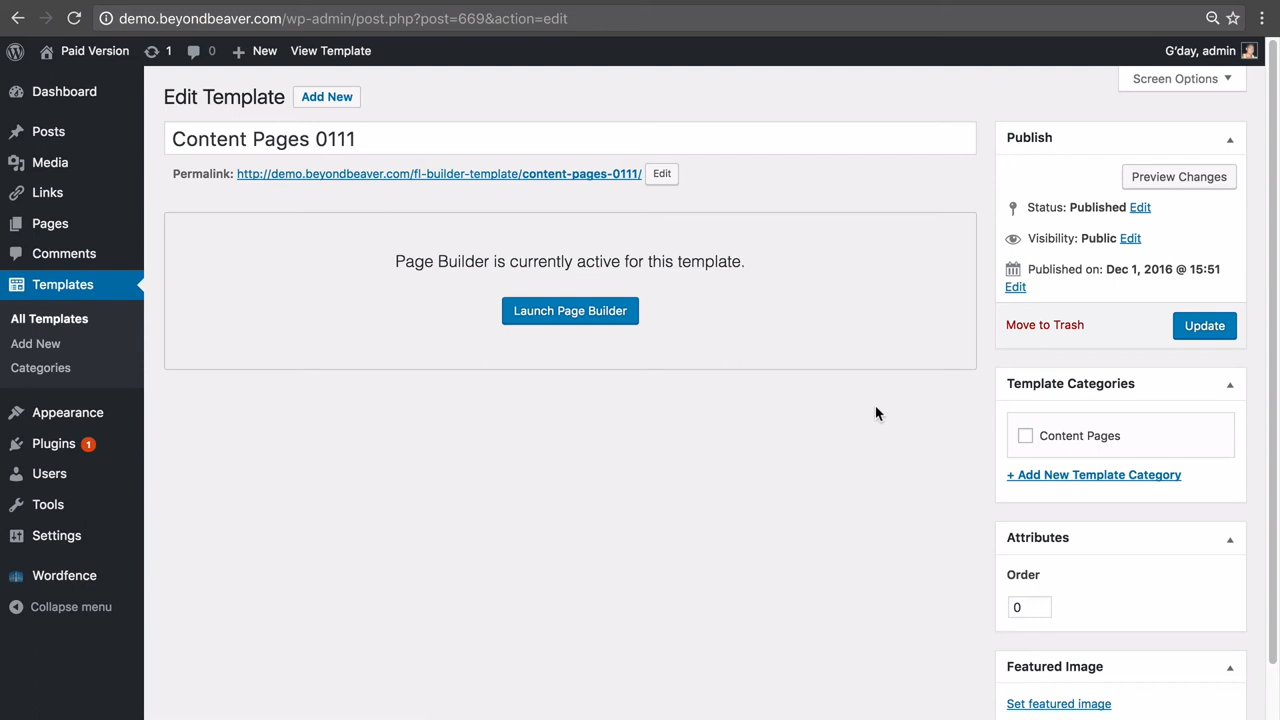 demo.beyondbeaver.com/wp-admin/post.php?post=669&action=edit
Paid Version 1 0 New View Template G'day, admin
Screen Options
Dashboard
Posts
Media
Links
Pages
Comments
Templates
All Templates
Add New
Categories
Appearance
Plugins 1
Users
Tools
Settings
Wordfence
Collapse menu
Edit Template Add New
Content Pages 0111
Permalink: http://demo.beyondbeaver.com/fl-builder-template/content-pages-0111/ Edit
Page Builder is currently active for this template.
Launch Page Builder
Publish
Preview Changes
Status: Published Edit
Visibility: Public Edit
Published on: Dec 1, 2016 @ 15:51
Edit
Move to Trash Update
Template Categories
Content Pages
+ Add New Template Category
Attributes
Order
0
Featured Image
Set featured image